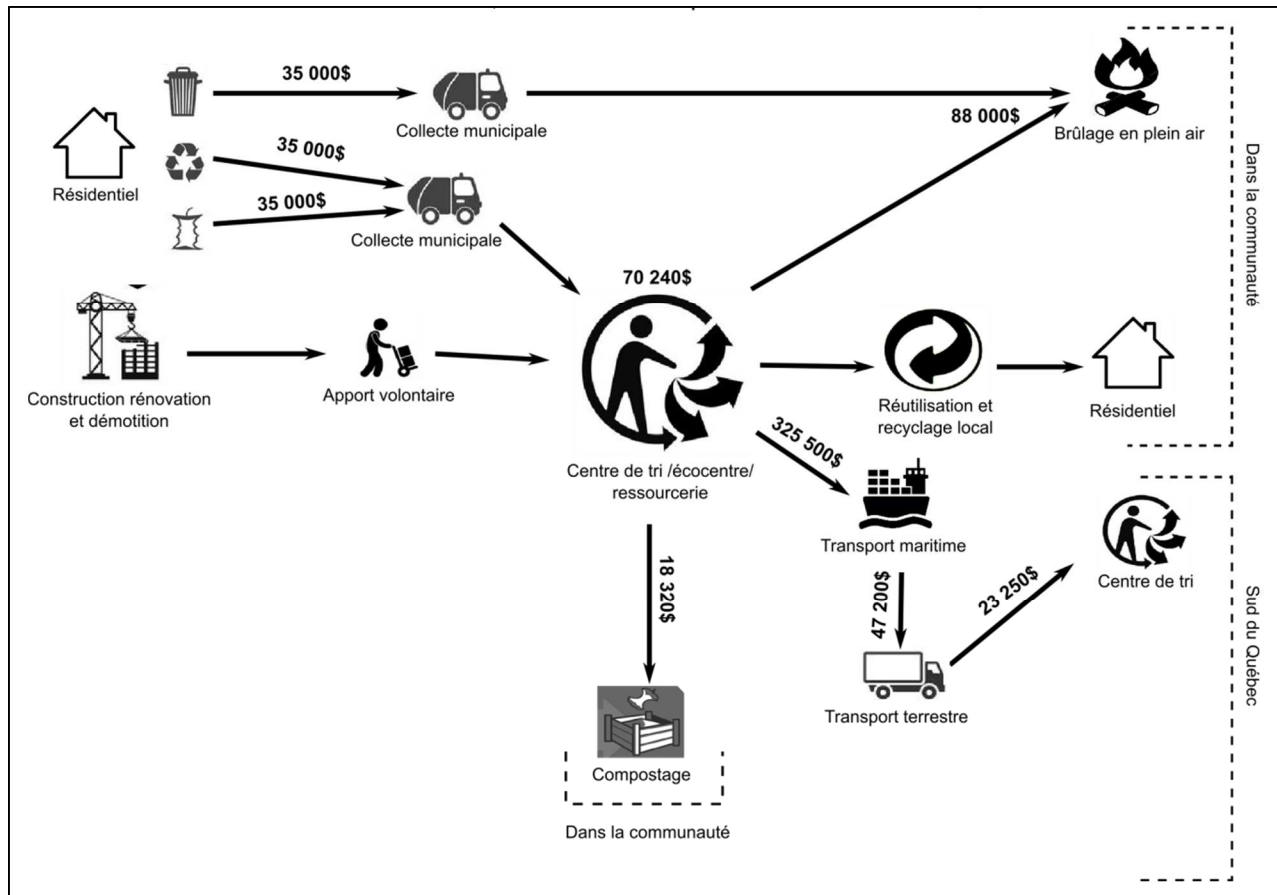 35 000$
Collecte municipale
88 000$
Brûlage en plein air
Résidentiel
35 000$
35 000$
Collecte municipale
Dans la communauté
70 240$
Construction rénovation
et démotition
Apport volontaire
Centre de tri /écocentre/
ressourcerie
Réutilisation et
recyclage local
Résidentiel
325 500$
Transport maritime
47 200$
Transport terrestre
23 250$
Centre de tri
Sud du Québec
18 320$
Compostage
Dans la communauté